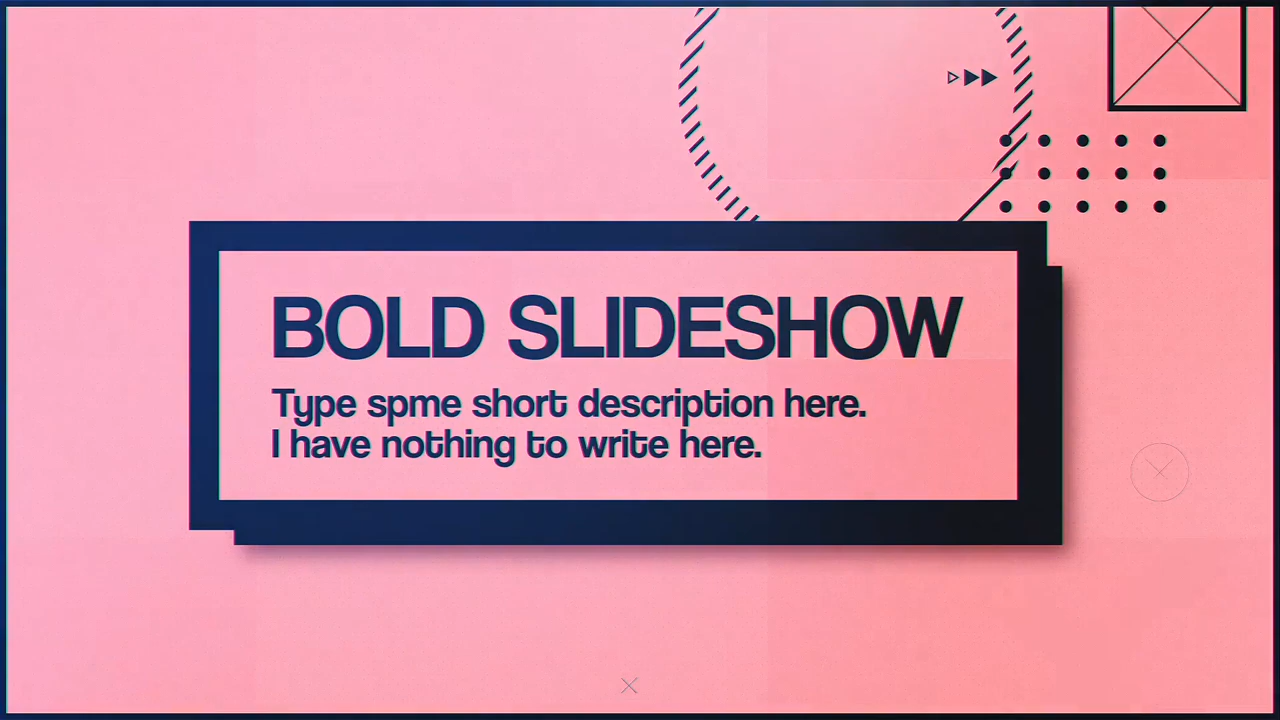 BOLD SLIDESHOW
Type spme short description here.
I have nothing to write here.